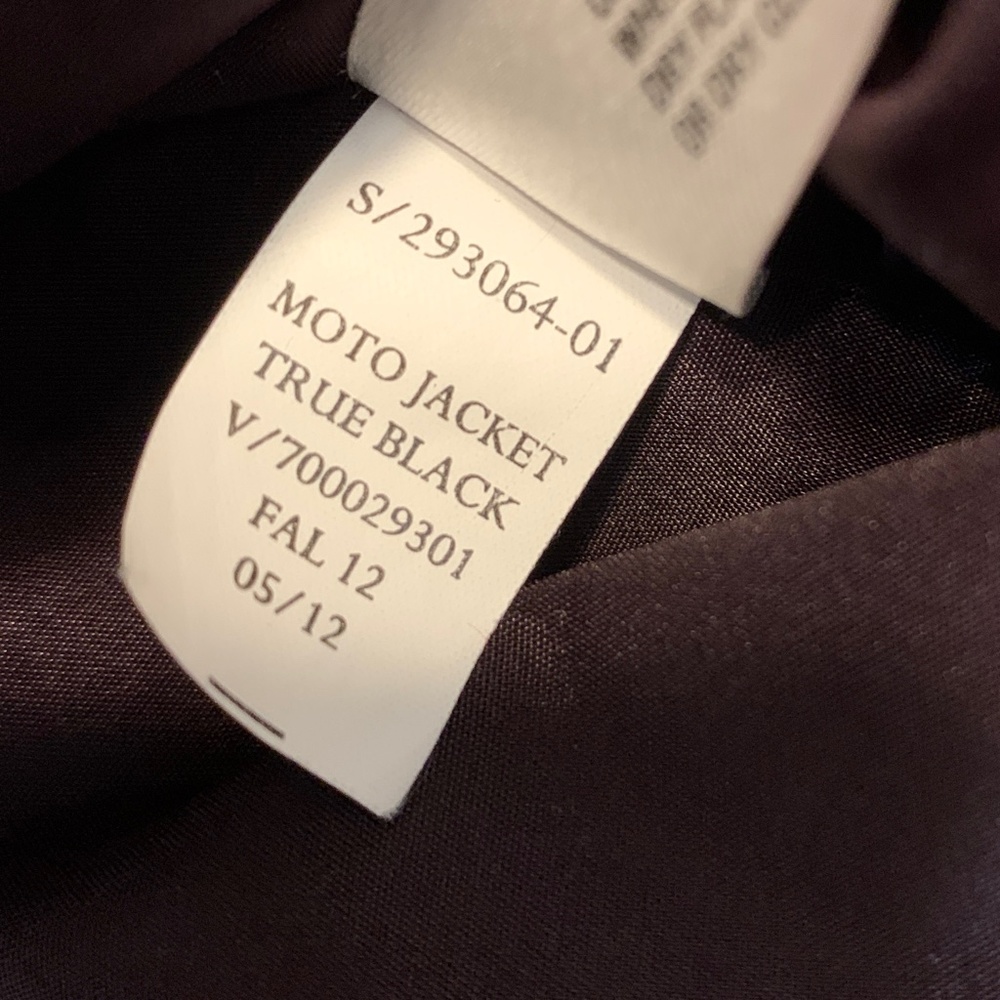 S/293064-01
MOTO JACKET
TRUE BLACK
V/700029301
FAL 12
05/12